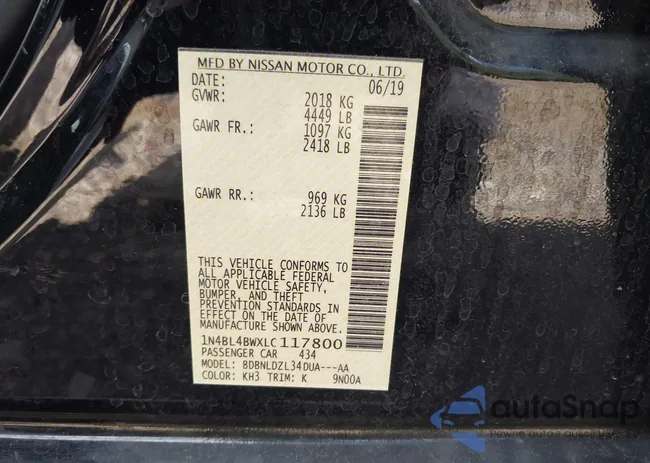 MFD BY NISSAN MOTOR CO., LTD.
DATE: 06/19
GVWR: 2018 KG
4449 LB
GAWR FR: 1097 KG
2418 LB
GAWR RR.: 969 KG
2136 LB
THIS VEHICLE CONFORMS TO
ALL APPLICABLE FEDERAL
MOTOR VEHICLE SAFETY,
BUMPER, AND THEFT
PREVENTION STANDARDS IN
EFFECT ON THE DATE OF
MANUFACTURE SHOWN ABOVE.
1N4BL4BWXLC117800
PASSENGER CAR 434
MODEL: BDBNLDZL34DUA---AA
COLOR: KH3 TRIM: K 9N00A
autoSnap